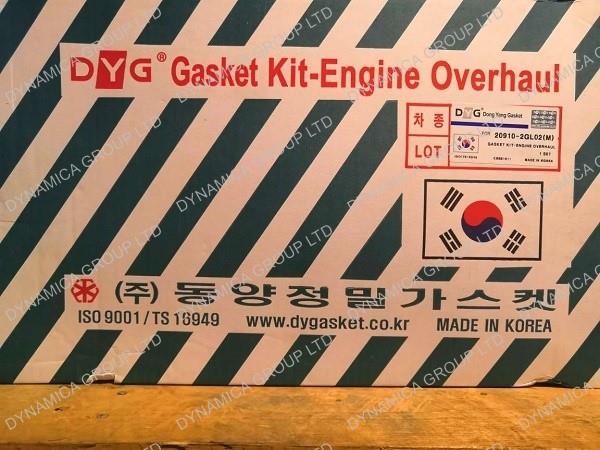 DYG® Gasket Kit-Engine Overhaul
차 종
LOT
DYG Dong Yang Gasket
FOR 20910-2GL02(M)
GASKET KIT-ENGINE OVERHAUL
1 SET
MADE IN KOREA
(주) 동양정밀가스켓
ISO 9001 / TS 16949 www.dygasket.co.kr MADE IN KOREA
DYNAMICA GROUP LTD